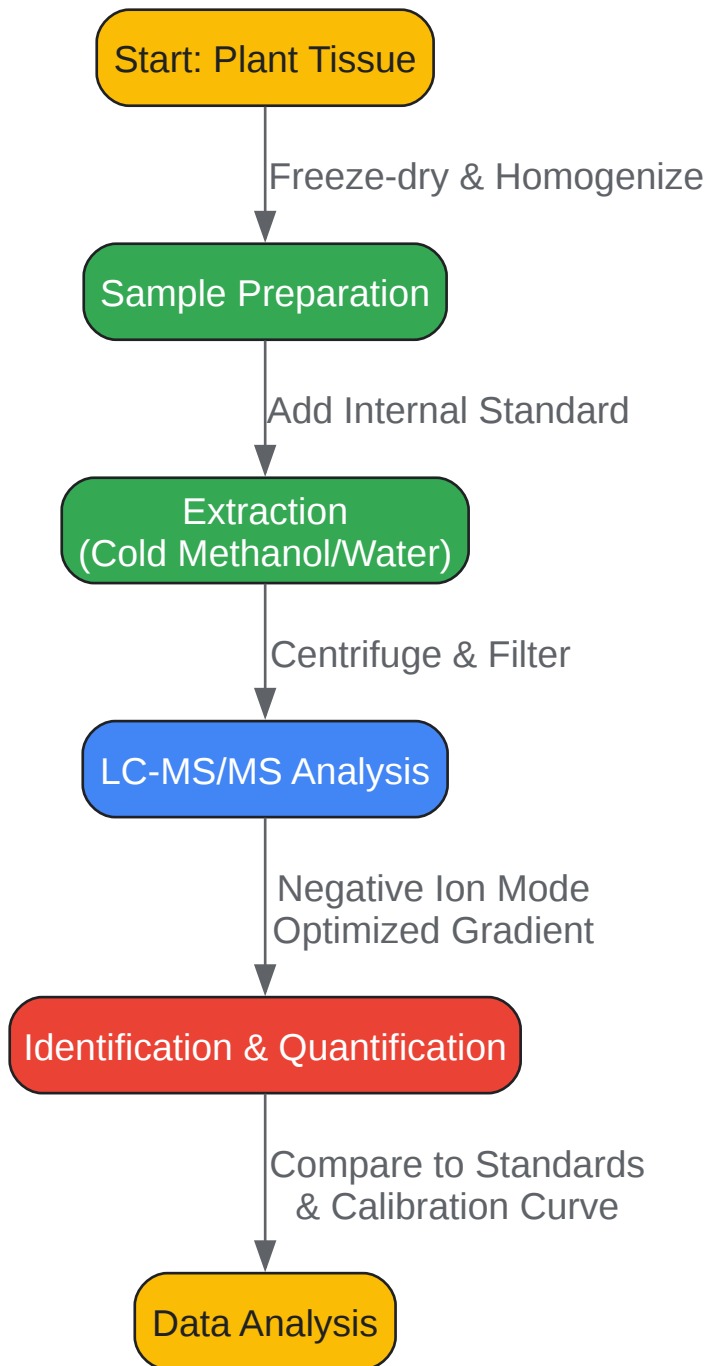 Start: Plant Tissue
Freeze-dry & Homogenize
Sample Preparation
Add Internal Standard
Extraction
(Cold Methanol/Water)
Centrifuge & Filter
LC-MS/MS Analysis
Negative Ion Mode
Optimized Gradient
Identification & Quantification
Compare to Standards
& Calibration Curve
Data Analysis